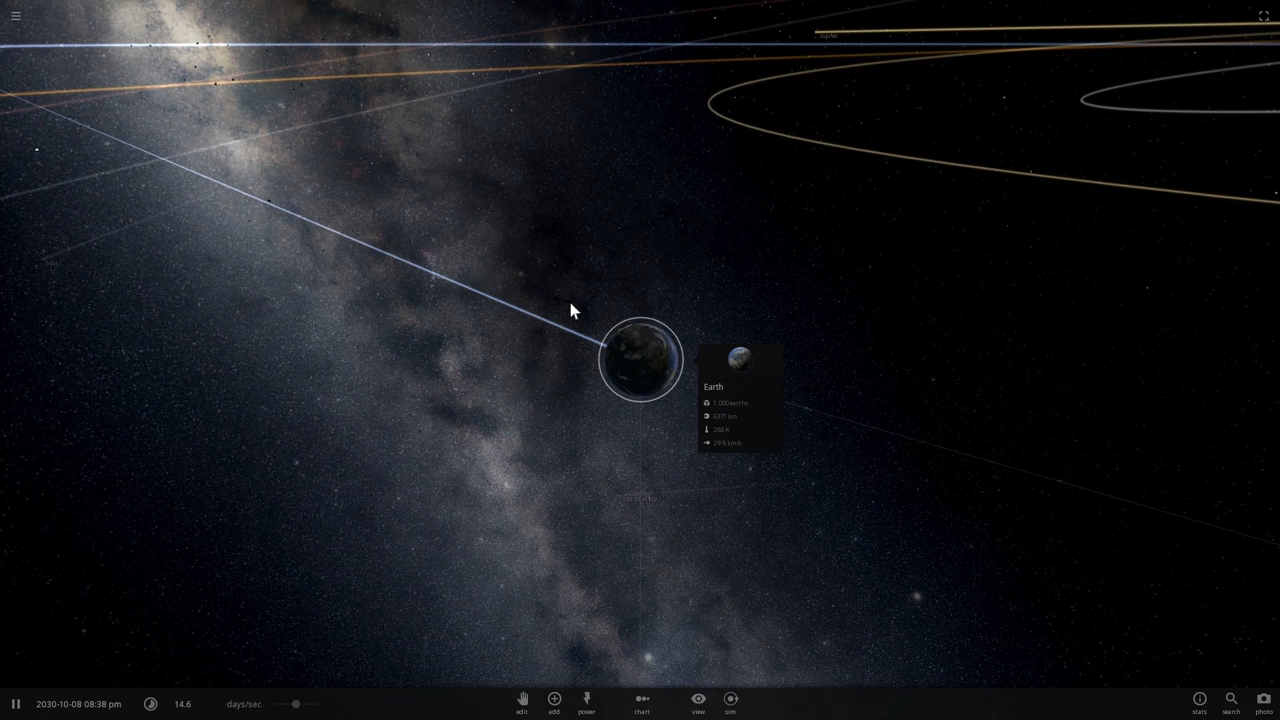 Jupiter
Earth
1.000 earths
6371 km
288 K
29.8 km/s
2030-10-08 08:38 pm
14.6
days/sec
edit
add
power
chart
view
sim
stats
search
photo